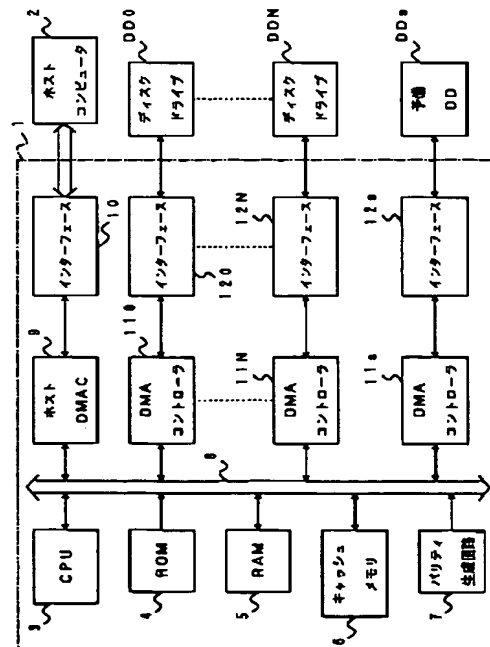 1
2
ホスト
コンピュータ
3
CPU
9
ホスト
DMAC
インターフェース
10
4
ROM
110
DMA
コントローラ
インターフェース
120
DD0
ディスク
ドライブ
8
5
RAM
11N
DMA
コントローラ
12N
インターフェース
DDN
ディスク
ドライブ
6
キャッシュ
メモリ
7
パリティ
生成回路
11s
DMA
コントローラ
12s
インターフェース
DDs
予備
DD